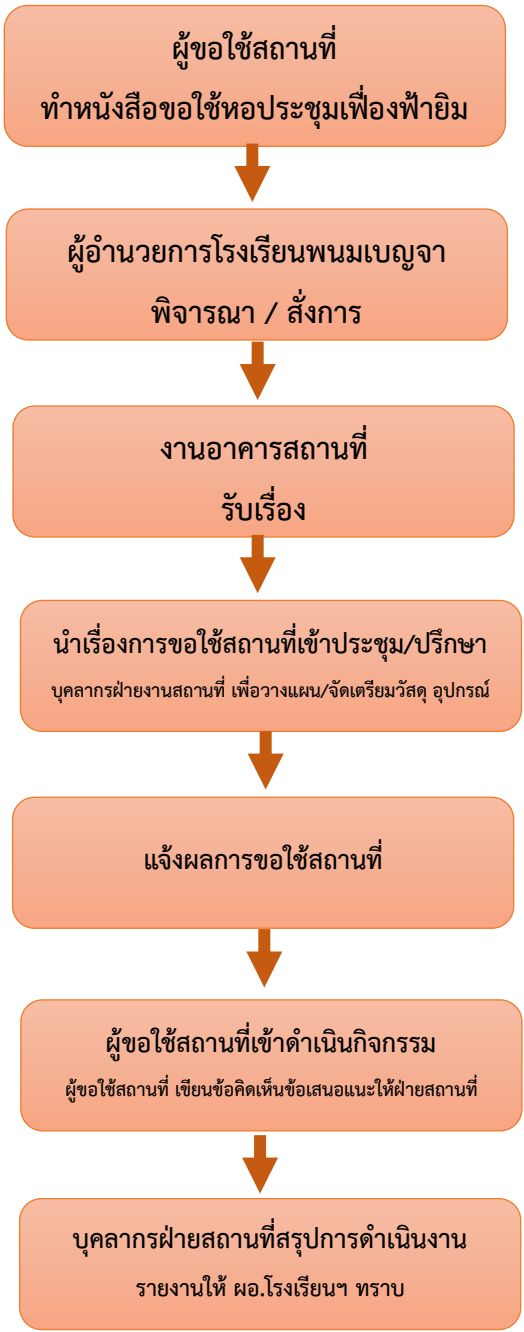 ผู้ขอใช้สถานที่
ทำหนังสือขอใช้หอประชุมเฟื่องฟ้ายิม
ผู้อำนวยการโรงเรียนพนมเบญจา
พิจารณา / สั่งการ
งานอาคารสถานที่
รับเรื่อง
นำเรื่องการขอใช้สถานที่เข้าประชุม/ปรึกษา
บุคลากรฝ่ายงานสถานที่ เพื่อวางแผน/จัดเตรียมวัสดุ อุปกรณ์
แจ้งผลการขอใช้สถานที่
ผู้ขอใช้สถานที่เข้าดำเนินกิจกรรม
ผู้ขอใช้สถานที่ เขียนข้อคิดเห็นข้อเสนอแนะให้ฝ่ายสถานที่
บุคลากรฝ่ายสถานที่สรุปการดำเนินงาน
รายงานให้ ผอ.โรงเรียนฯ ทราบ